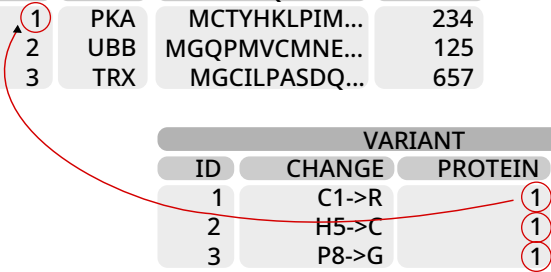 1 PKA MCTYHKLPIM... 234
2 UBB MGQPMVCMNE... 125
3 TRX MGCILPASDQ... 657
VARIANT
ID CHANGE PROTEIN
1 C1->R 1
2 H5->C 1
3 P8->G 1